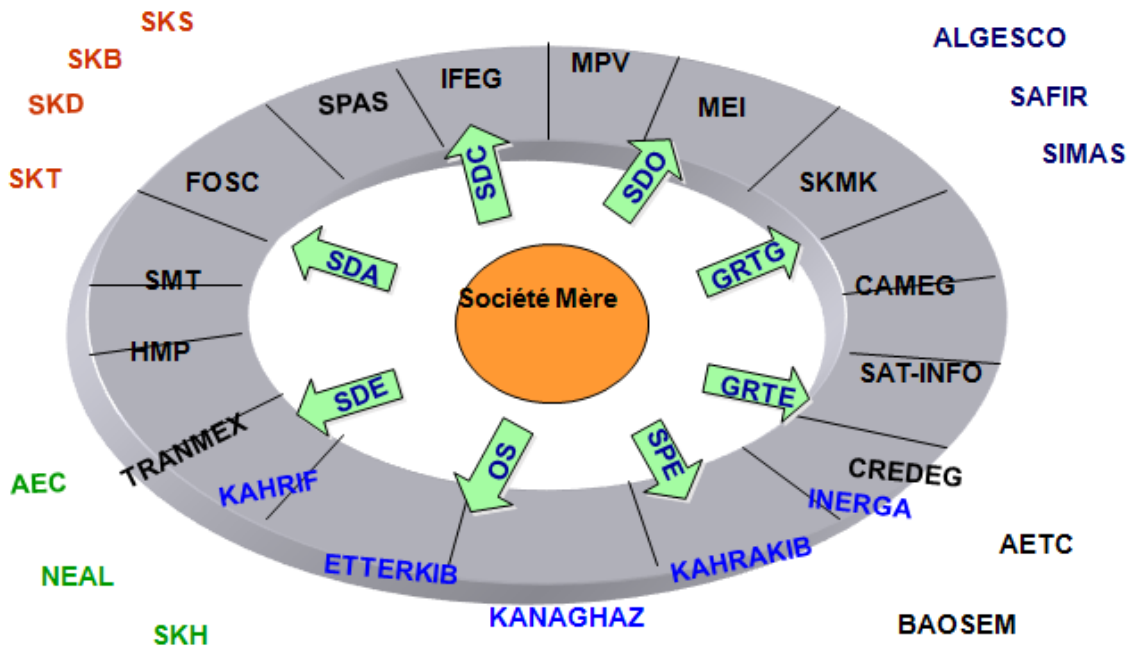 SKS
SKB
SKD
SKT
ALGESCO
SAFIR
SIMAS
MPV
IFEG
SPAS
MEI
FOSC
SKMK
SMT
CAMEG
HMP
SAT-INFO
TRANMEX
CREDEG
KAHRIF
INERGA
ETTERKIB
KAHRAKIB
KANAGHAZ
SDC
SDO
SDA
GRTG
Société Mère
SDE
GRTE
OS
SPE
AEC
NEAL
SKH
AETC
BAOSEM